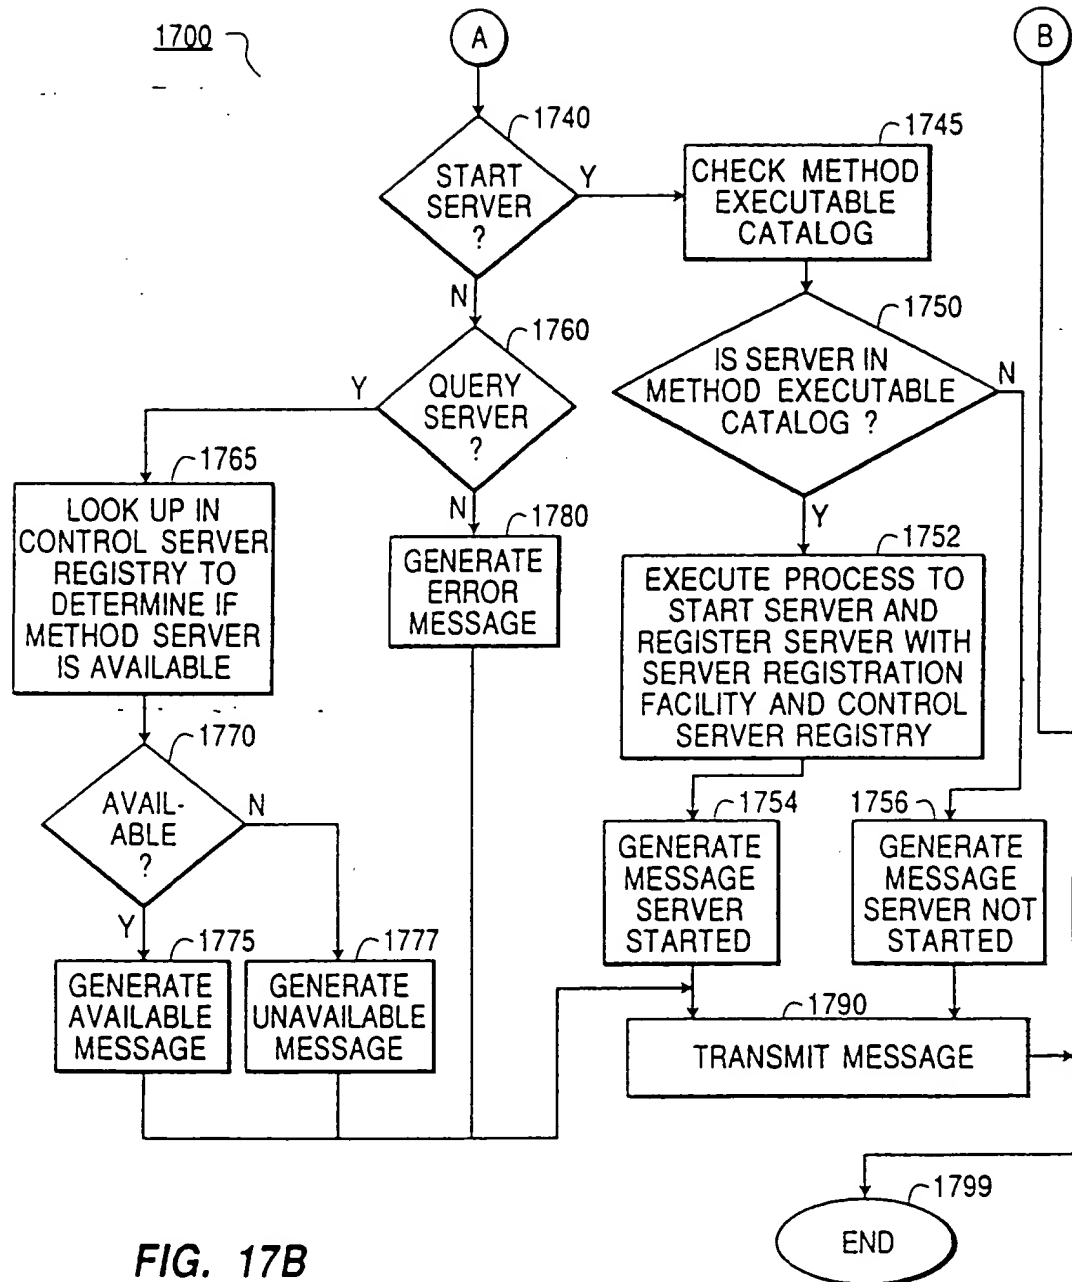 1700
A
B
1740
START
SERVER
?
Y
N
1745
CHECK METHOD
EXECUTABLE
CATALOG
1750
IS SERVER IN
METHOD EXECUTABLE
CATALOG ?
N
Y
1760
QUERY
SERVER
?
Y
N
1765
LOOK UP IN
CONTROL SERVER
REGISTRY TO
DETERMINE IF
METHOD SERVER
IS AVAILABLE
1780
GENERATE
ERROR
MESSAGE
1752
EXECUTE PROCESS TO
START SERVER AND
REGISTER SERVER WITH
SERVER REGISTRATION
FACILITY AND CONTROL
SERVER REGISTRY
1770
AVAIL-
ABLE
?
N
Y
1754
GENERATE
MESSAGE
SERVER
STARTED
1756
GENERATE
MESSAGE
SERVER NOT
STARTED
1775
GENERATE
AVAILABLE
MESSAGE
1777
GENERATE
UNAVAILABLE
MESSAGE
1790
TRANSMIT MESSAGE
1799
END
FIG. 17B